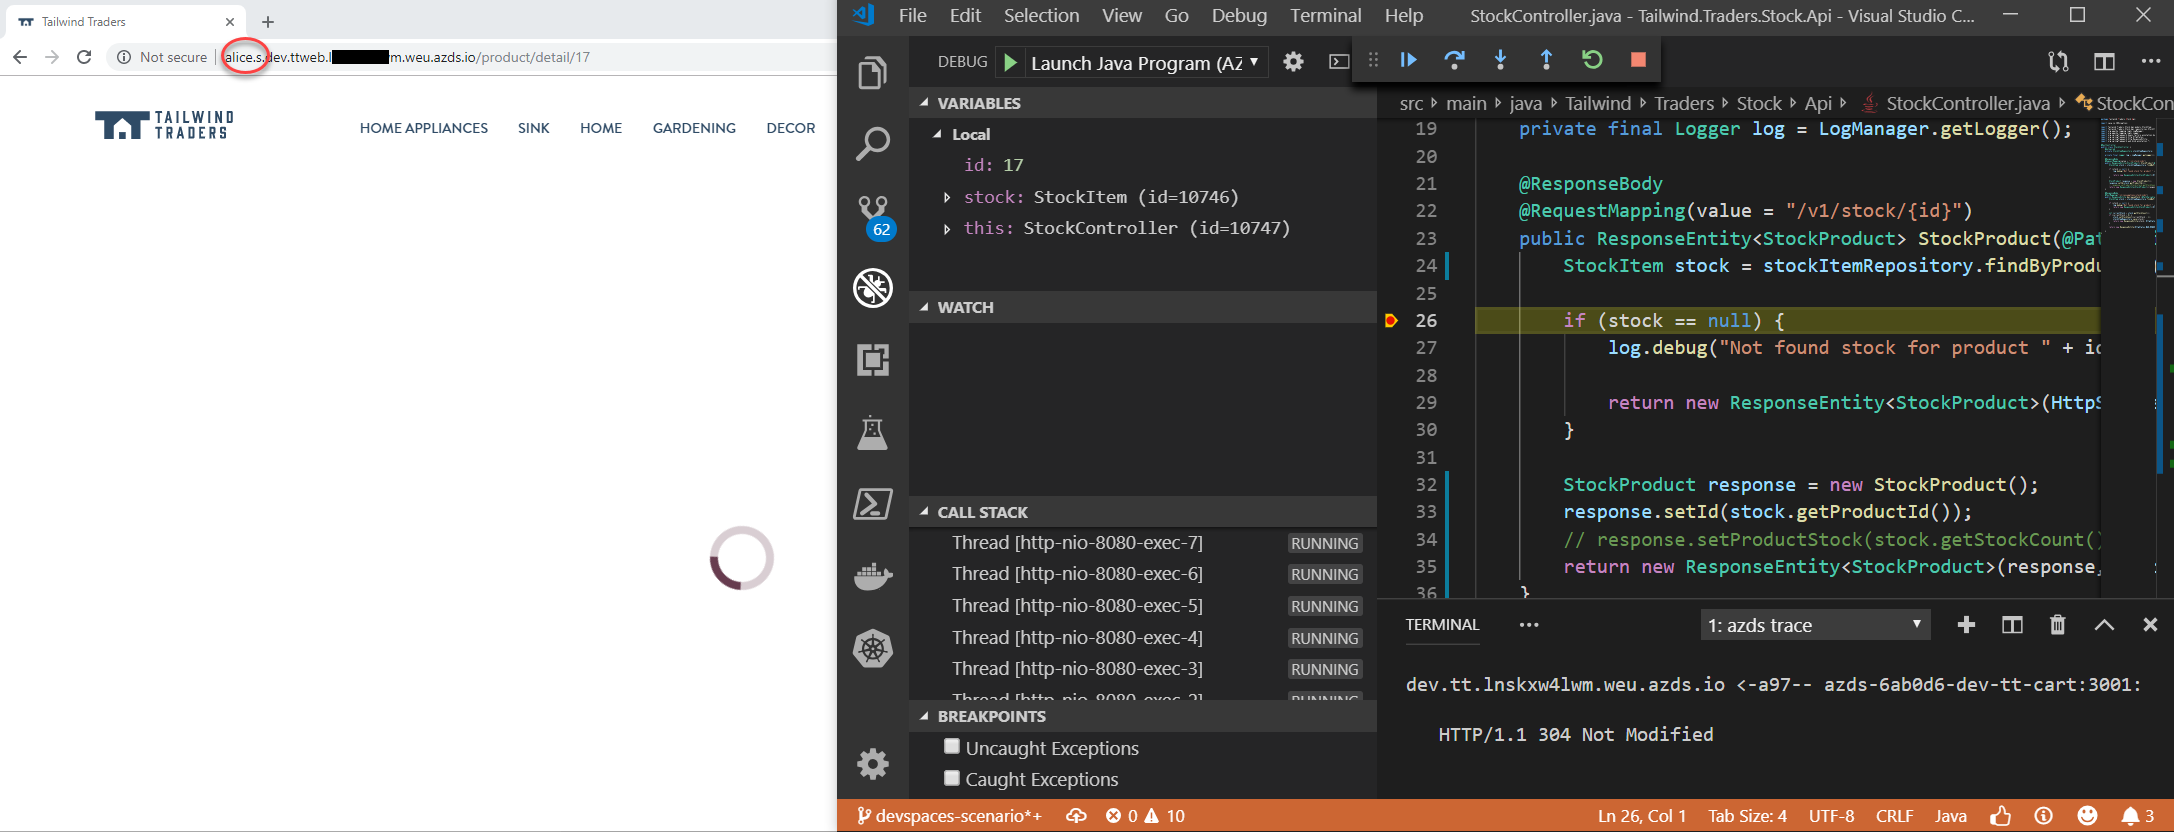 Tailwind Traders
Not secure
alice.s.dev.ttweb.l m.weu.azds.io/product/detail/17
TAILWIND
TRADERS
HOME APPLIANCES SINK HOME GARDENING DECOR
File Edit Selection View Go Debug Terminal Help StockController.java - Tailwind.Traders.Stock.Api - Visual Studio C...
DEBUG Launch Java Program (AZ
VARIABLES
Local
id: 17
stock: StockItem (id=10746)
this: StockController (id=10747)
62
WATCH
CALL STACK
Thread [http-nio-8080-exec-7] RUNNING
Thread [http-nio-8080-exec-6] RUNNING
Thread [http-nio-8080-exec-5] RUNNING
Thread [http-nio-8080-exec-4] RUNNING
Thread [http-nio-8080-exec-3] RUNNING
Thread [http-nio-8080-exec-2] RUNNING
BREAKPOINTS
Uncaught Exceptions
Caught Exceptions
src main java Tailwind Traders Stock Api StockController.java StockCon
19 private final Logger log = LogManager.getLogger();
20
21 @ResponseBody
22 @RequestMapping(value = "/v1/stock/{id}")
23 public ResponseEntity<StockProduct> StockProduct(@Pat
24 StockItem stock = stockItemRepository.findByProdu
25
26 if (stock == null) {
27 log.debug("Not found stock for product " + id
28
29 return new ResponseEntity<StockProduct>(HttpS
30 }
31
32 StockProduct response = new StockProduct();
33 response.setId(stock.getProductId());
34 // response.setProductStock(stock.getStockCount()
35 return new ResponseEntity<StockProduct>(response,
36 }
TERMINAL ... 1: azds trace
dev.tt.lnskxw4lwm.weu.azds.io <-a97-- azds-6ab0d6-dev-tt-cart:3001:
HTTP/1.1 304 Not Modified
devspaces-scenario*+ 0 10 Ln 26, Col 1 Tab Size: 4 UTF-8 CRLF Java 3